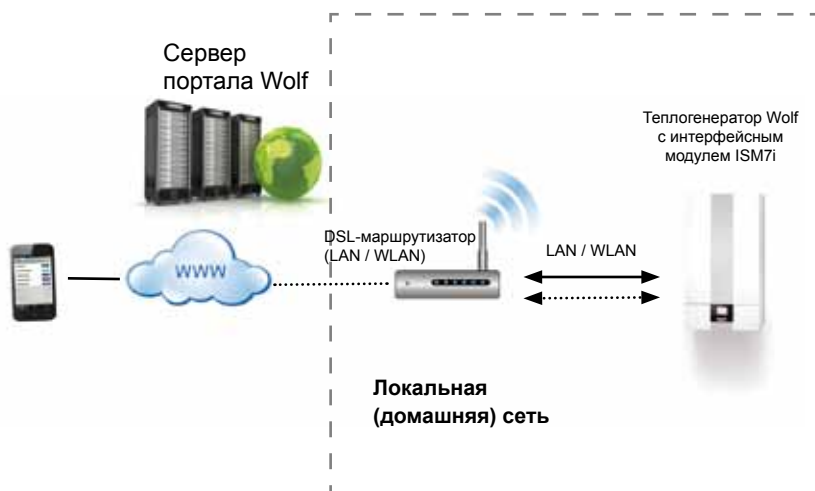 Сервер
портала Wolf
Теплогенератор Wolf
с интерфейсным
модулем ISM7i
DSL-маршрутизатор
(LAN / WLAN)
LAN / WLAN
www
Локальная
(домашняя) сеть